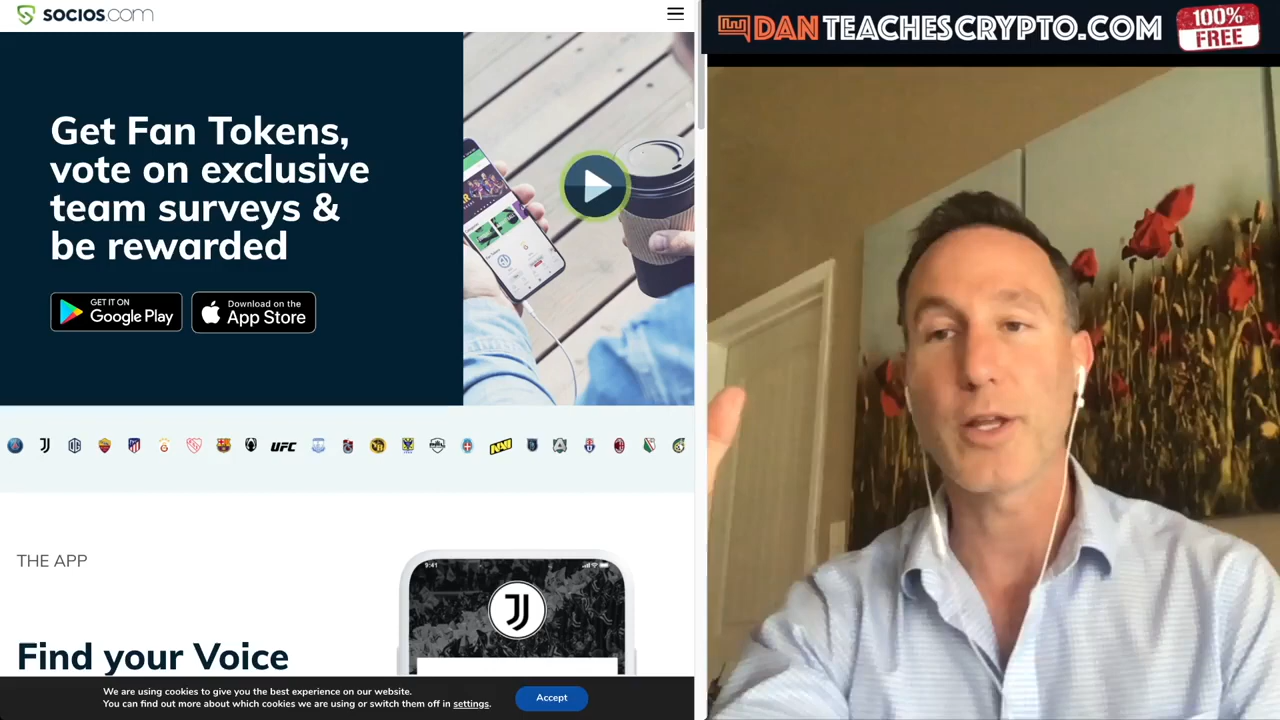 SOCIOS.com
Get Fan Tokens,
vote on exclusive
team surveys &
be rewarded
GET IT ON
Google Play
Download on the
App Store
UFC
THE APP
9:41
Find your Voice
We are using cookies to give you the best experience on our website.
You can find out more about which cookies we are using or switch them off in settings.
Accept
DANTEACHESCRYPTO.COM
100%
FREE